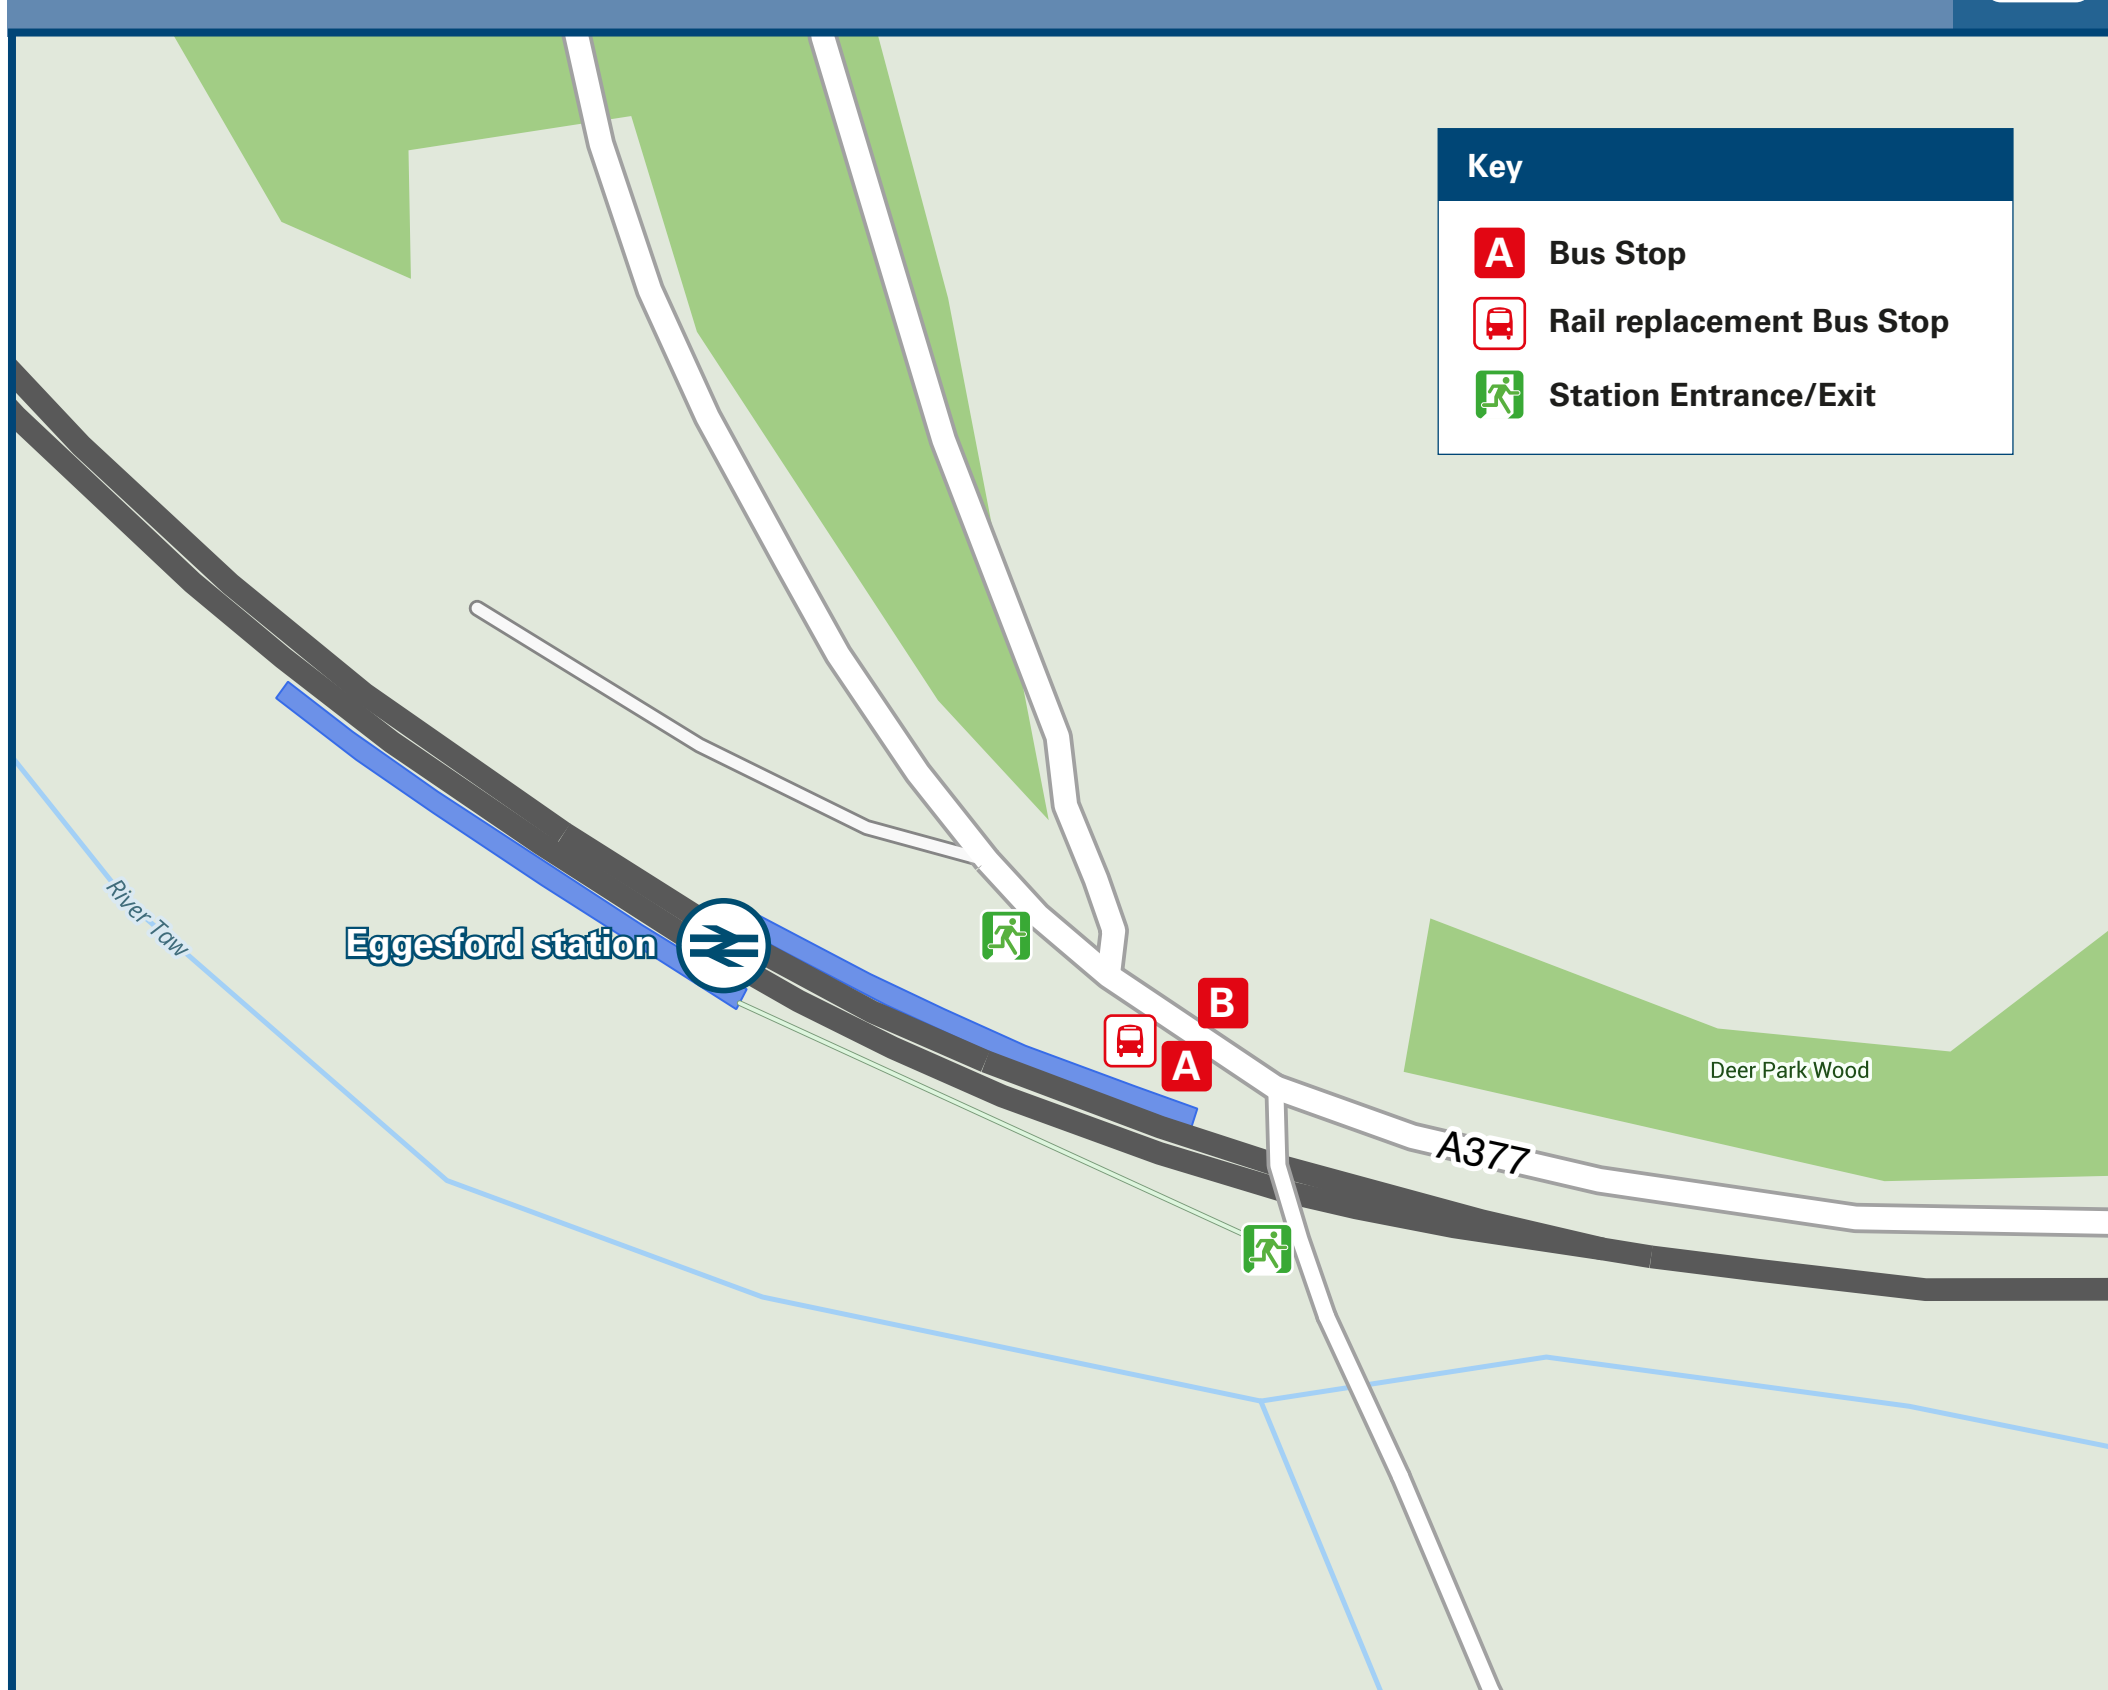 Key
A Bus Stop
Rail replacement Bus Stop
Station Entrance/Exit
River Taw
Eggesford station
B
A
Deer Park Wood
A377